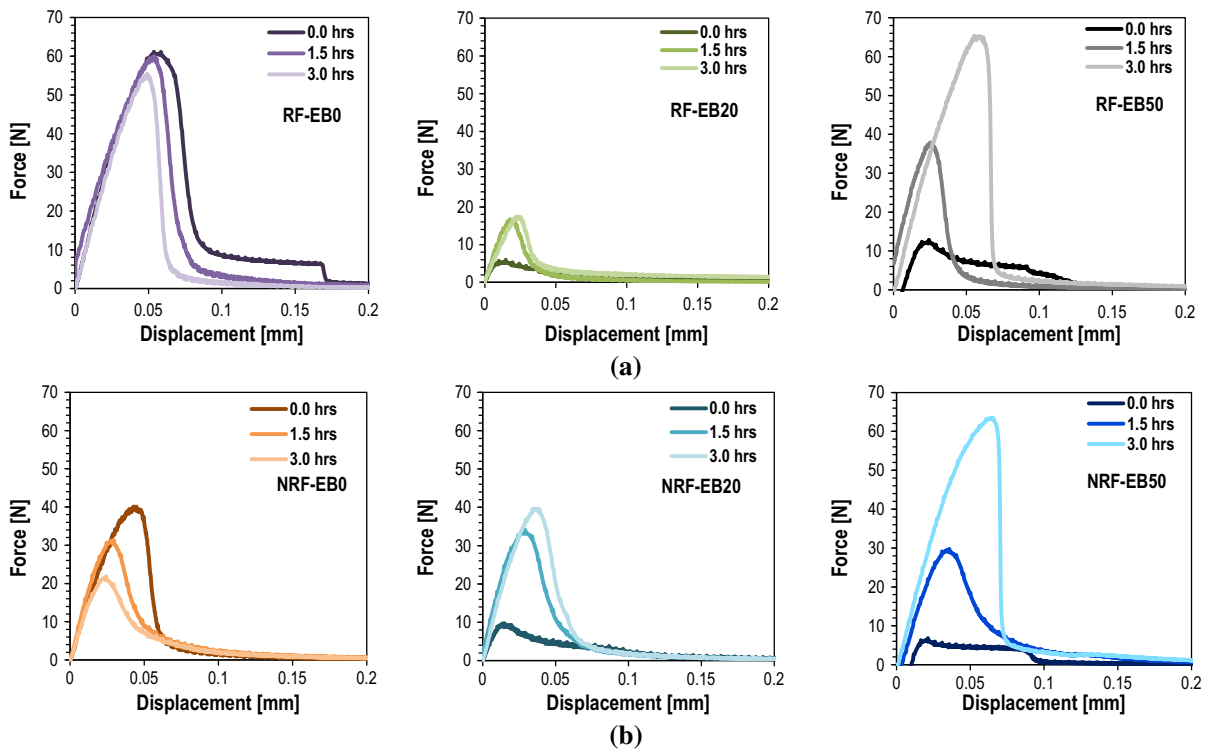 70
60
50
40
30
20
10
0
Force [N]
0.0 hrs
1.5 hrs
3.0 hrs
RF-EB0
0 0.05 0.1 0.15 0.2
Displacement [mm]
70
60
50
40
30
20
10
0
Force [N]
0.0 hrs
1.5 hrs
3.0 hrs
RF-EB20
0 0.05 0.1 0.15 0.2
Displacement [mm]
70
60
50
40
30
20
10
0
Force [N]
0.0 hrs
1.5 hrs
3.0 hrs
RF-EB50
0 0.05 0.1 0.15 0.2
Displacement [mm]
(a)
70
60
50
40
30
20
10
0
Force [N]
0.0 hrs
1.5 hrs
3.0 hrs
NRF-EB0
0 0.05 0.1 0.15 0.2
Displacement [mm]
70
60
50
40
30
20
10
0
Force [N]
0.0 hrs
1.5 hrs
3.0 hrs
NRF-EB20
0 0.05 0.1 0.15 0.2
Displacement [mm]
70
60
50
40
30
20
10
0
Force [N]
0.0 hrs
1.5 hrs
3.0 hrs
NRF-EB50
0 0.05 0.1 0.15 0.2
Displacement [mm]
(b)